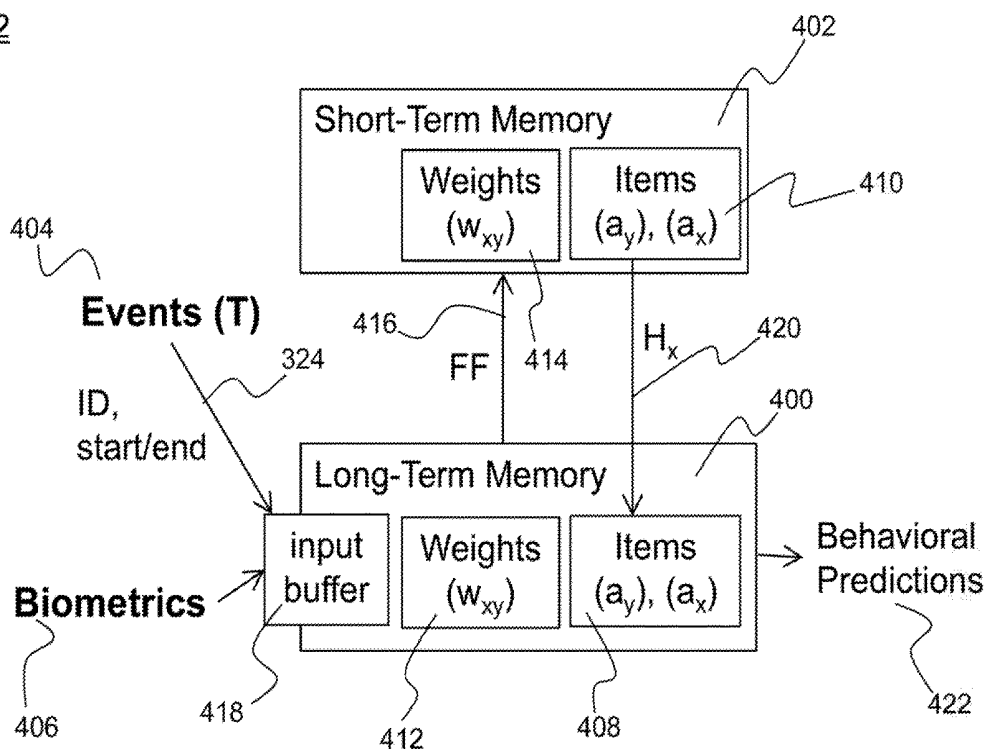 2
402
Short-Term Memory
Weights
(wxy)
Items
(ay), (ax)
410
404
Events (T)
416
FF
414
Hx
420
324
ID,
start/end
400
Long-Term Memory
input
buffer
Weights
(wxy)
Items
(ay), (ax)
Behavioral
Predictions
Biometrics
406
418
412
408
422